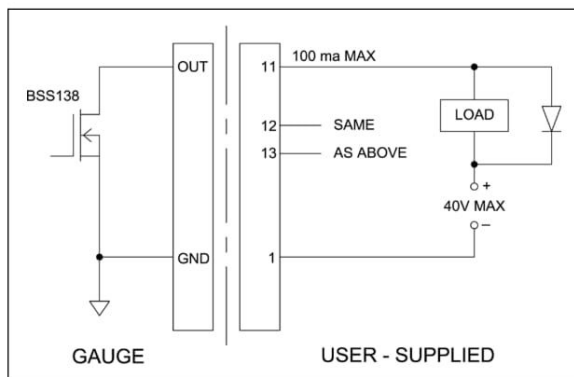 BSS138
OUT
GND
11
100 ma MAX
12
SAME
13
AS ABOVE
LOAD
+
40V MAX
–
1
GAUGE
USER - SUPPLIED